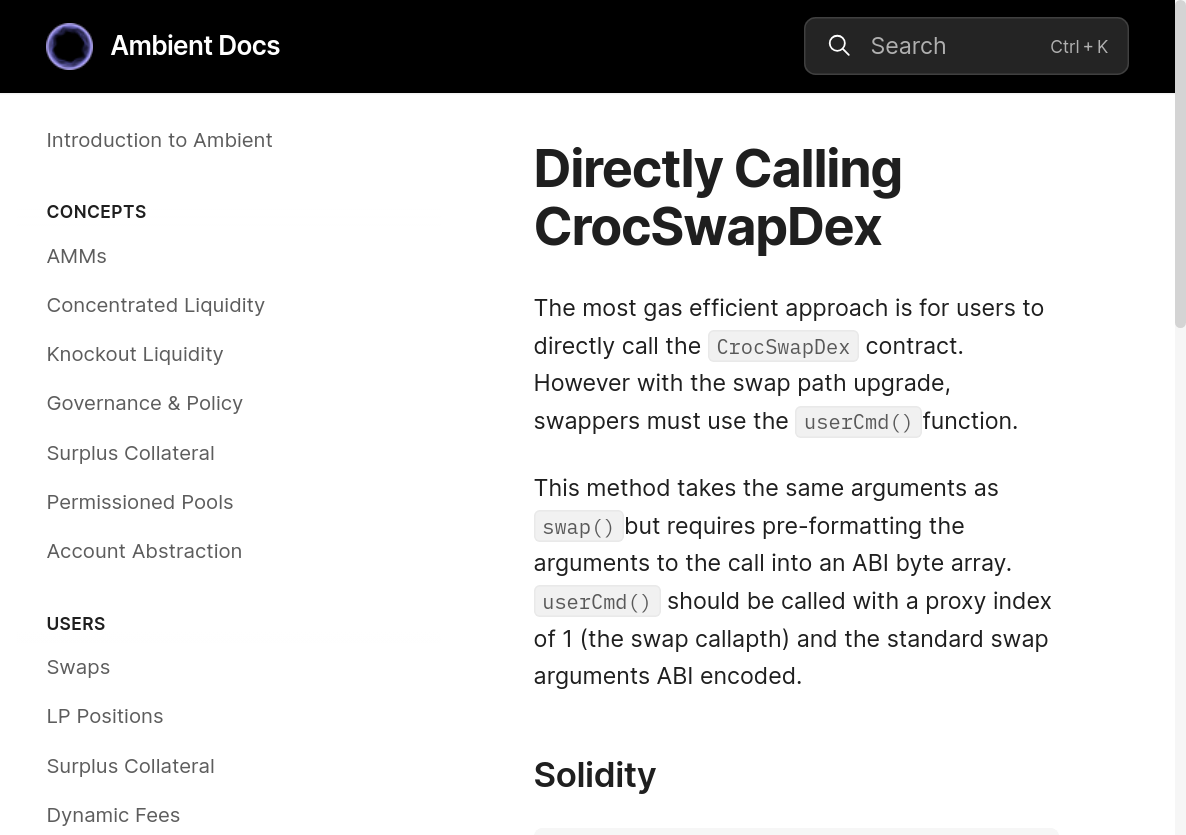 Ambient Docs
Search
Ctrl + K
Introduction to Ambient
CONCEPTS
AMMs
Concentrated Liquidity
Knockout Liquidity
Governance & Policy
Surplus Collateral
Permissioned Pools
Account Abstraction
USERS
Swaps
LP Positions
Surplus Collateral
Dynamic Fees
Directly Calling
CrocSwapDex
The most gas efficient approach is for users to
directly call the CrocSwapDex contract.
However with the swap path upgrade,
swappers must use the userCmd() function.
This method takes the same arguments as
swap() but requires pre-formatting the
arguments to the call into an ABI byte array.
userCmd() should be called with a proxy index
of 1 (the swap callapth) and the standard swap
arguments ABI encoded.
Solidity